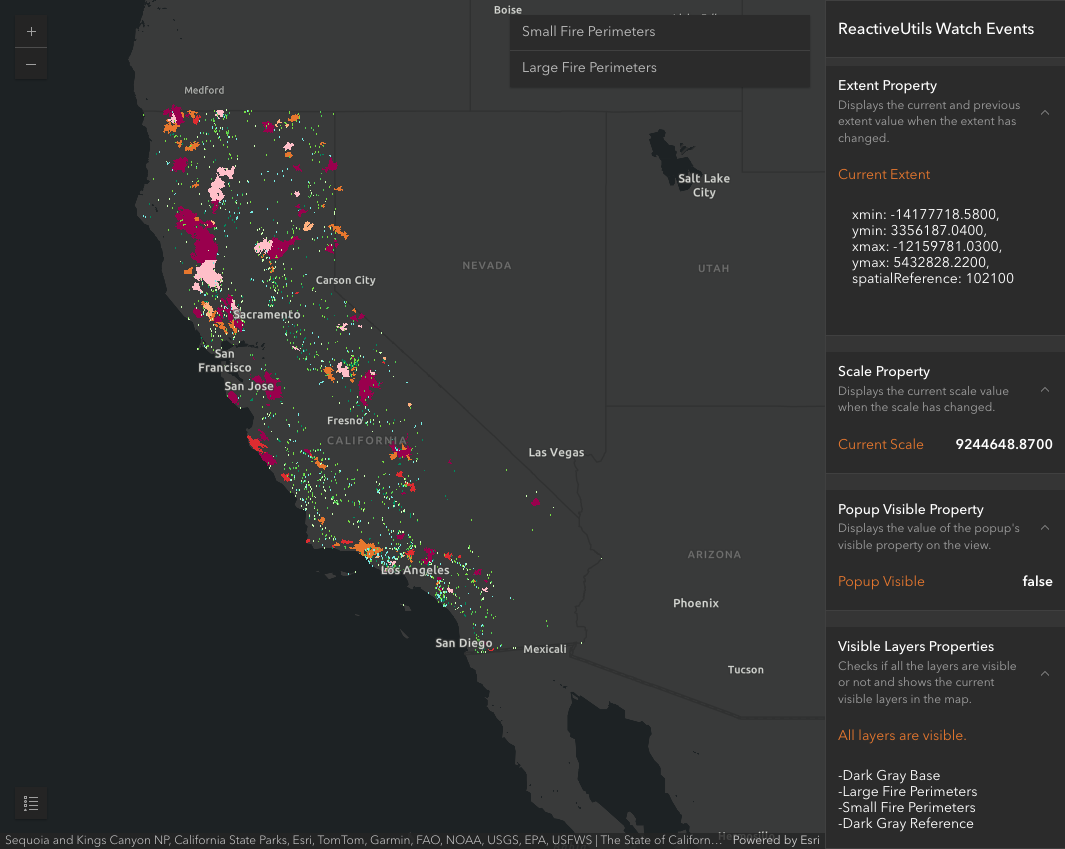 +
−
Boise
Small Fire Perimeters
Large Fire Perimeters
Medford
Salt Lake
City
NEVADA
UTAH
Carson City
Sacramento
San
Francisco
San Jose
Fresno
CALIFORNIA
Las Vegas
ARIZONA
Los Angeles
Phoenix
San Diego
Mexicali
Tucson
Sequoia and Kings Canyon NP, California State Parks, Esri, TomTom, Garmin, FAO, NOAA, USGS, EPA, USFWS | The State of Californ...
Powered by Esri
ReactiveUtils Watch Events
Extent Property
Displays the current and previous
extent value when the extent has
changed.
Current Extent
xmin: -14177718.5800,
ymin: 3356187.0400,
xmax: -12159781.0300,
ymax: 5432828.2200,
spatialReference: 102100
Scale Property
Displays the current scale value
when the scale has changed.
Current Scale 9244648.8700
Popup Visible Property
Displays the value of the popup's
visible property on the view.
Popup Visible false
Visible Layers Properties
Checks if all the layers are visible
or not and shows the current
visible layers in the map.
All layers are visible.
-Dark Gray Base
-Large Fire Perimeters
-Small Fire Perimeters
-Dark Gray Reference